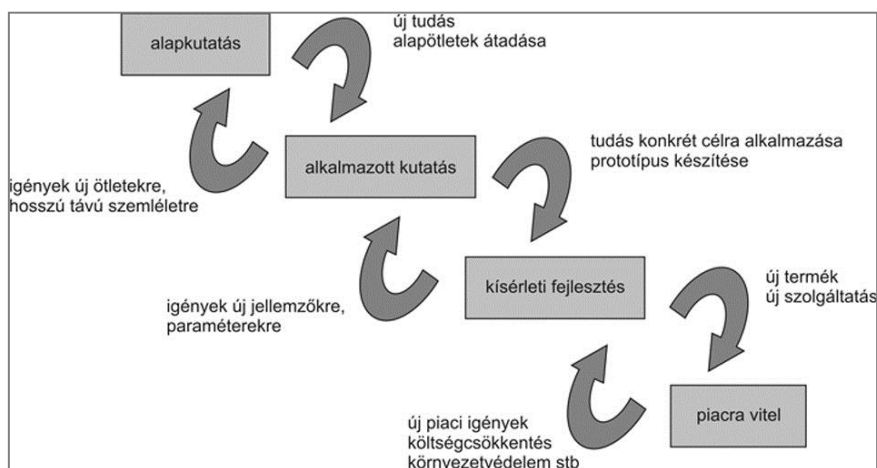 alapkutatás
új tudás
alapötletek átadása
alkalmazott kutatás
tudás konkrét célra alkalmazása
prototípus készítése
igények új ötletekre,
hosszú távú szemléletre
kísérleti fejlesztés
új termék
új szolgáltatás
igények új jellemzőkre,
paraméterekre
piacra vitel
új piaci igények
költségcsökkentés
környezetvédelem stb